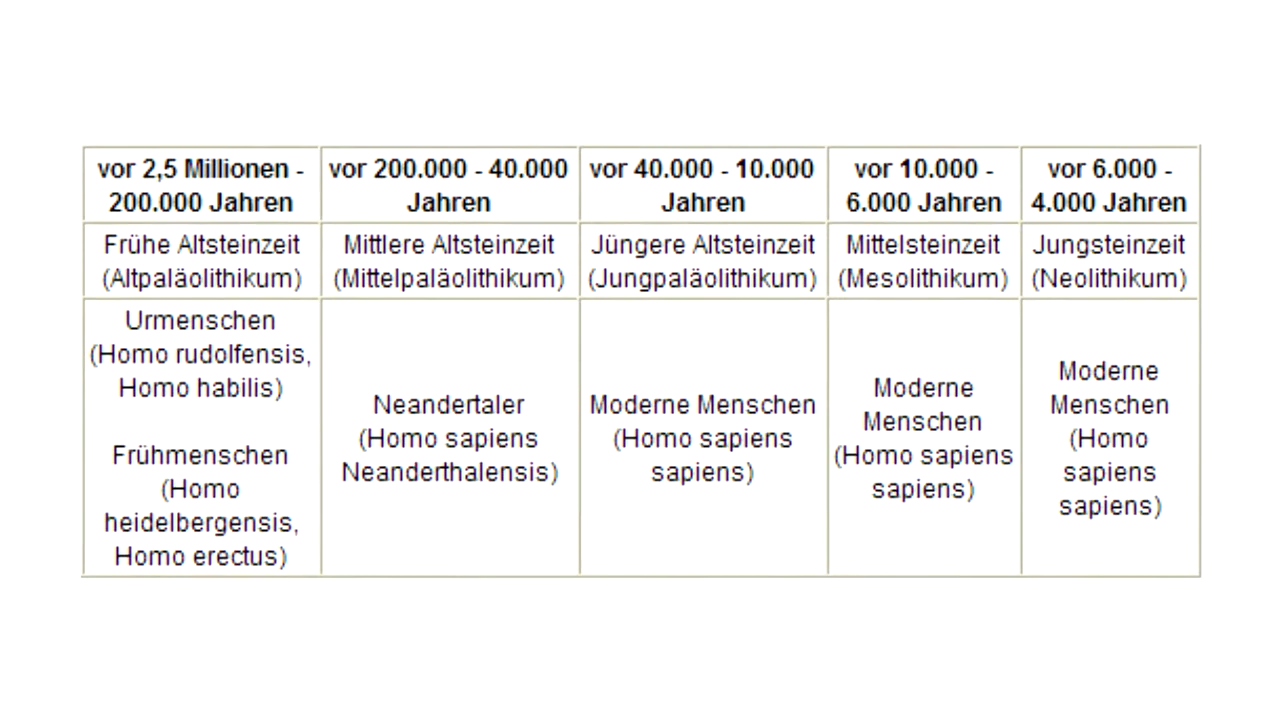 vor 2,5 Millionen -
200.000 Jahren
vor 200.000 - 40.000
Jahren
vor 40.000 - 10.000
Jahren
vor 10.000 -
6.000 Jahren
vor 6.000 -
4.000 Jahren
Frühe Altsteinzeit
(Altpaläolithikum)
Mittlere Altsteinzeit
(Mittelpaläolithikum)
Jüngere Altsteinzeit
(Jungpaläolithikum)
Mittelsteinzeit
(Mesolithikum)
Jungsteinzeit
(Neolithikum)
Urmenschen
(Homo rudolfensis,
Homo habilis)
Frühmenschen
(Homo
heidelbergensis,
Homo erectus)
Neandertaler
(Homo sapiens
Neanderthalensis)
Moderne Menschen
(Homo sapiens
sapiens)
Moderne
Menschen
(Homo sapiens
sapiens)
Moderne
Menschen
(Homo
sapiens
sapiens)